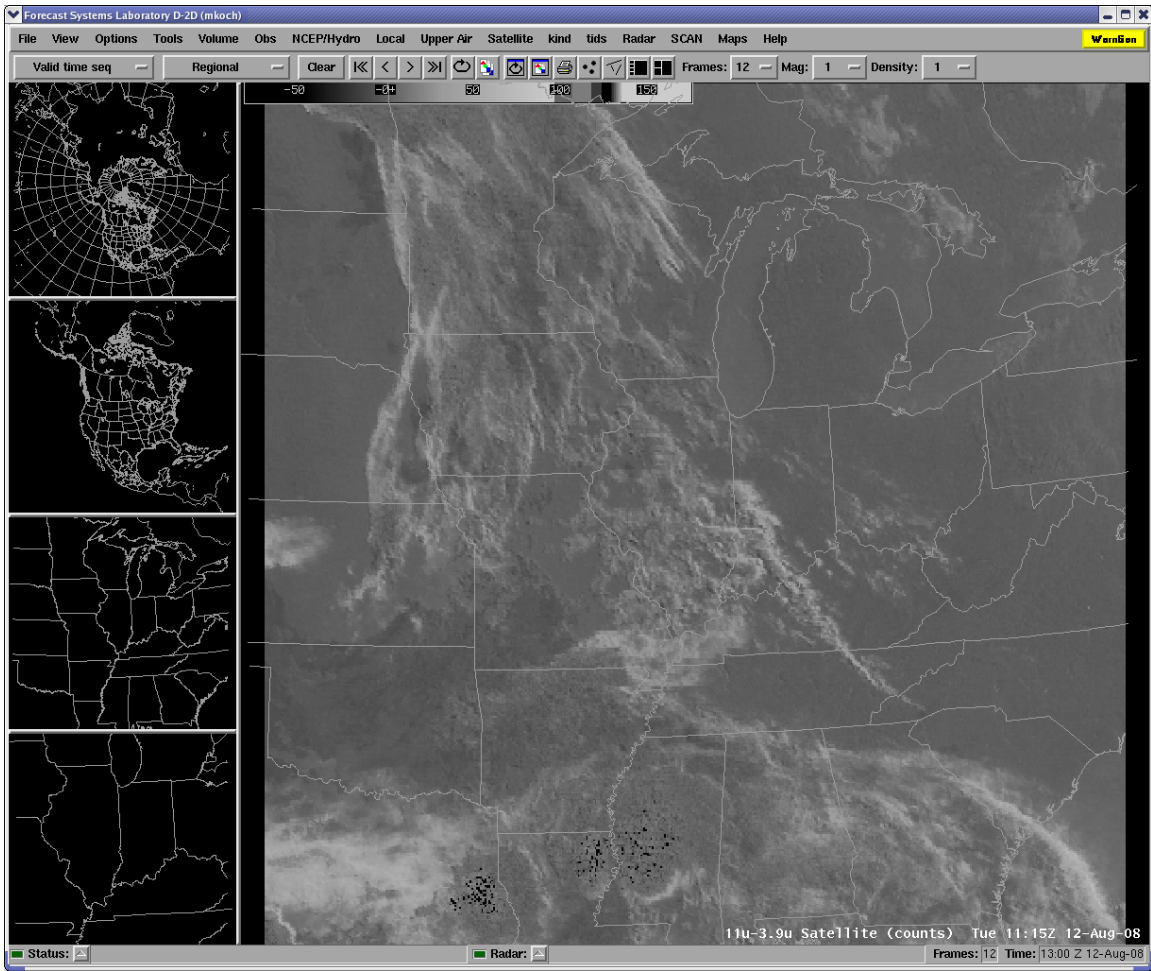 Forecast Systems Laboratory D-2D (mkoch)
File View Options Tools Volume Obs NCEP/Hydro Local Upper Air Satellite kind tids Radar SCAN Maps Help WarnGen
Valid time seq Regional Clear Frames: 12 Mag: 1 Density: 1
-50 -0+ 50 100 150
11u-3.9u Satellite (counts) Tue 11:15Z 12-Aug-08
Status: Radar: Frames: 12 Time: 13:00 Z 12-Aug-08